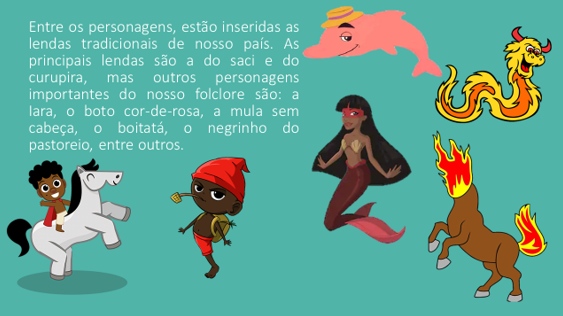 Entre os personagens, estão inseridas as
lendas tradicionais de nosso país. As
principais lendas são a do saci e do
curupira, mas outros personagens
importantes do nosso folclore são: a
Iara, o boto cor-de-rosa, a mula sem
cabeça, o boitatá, o negrinho do
pastoreio, entre outros.